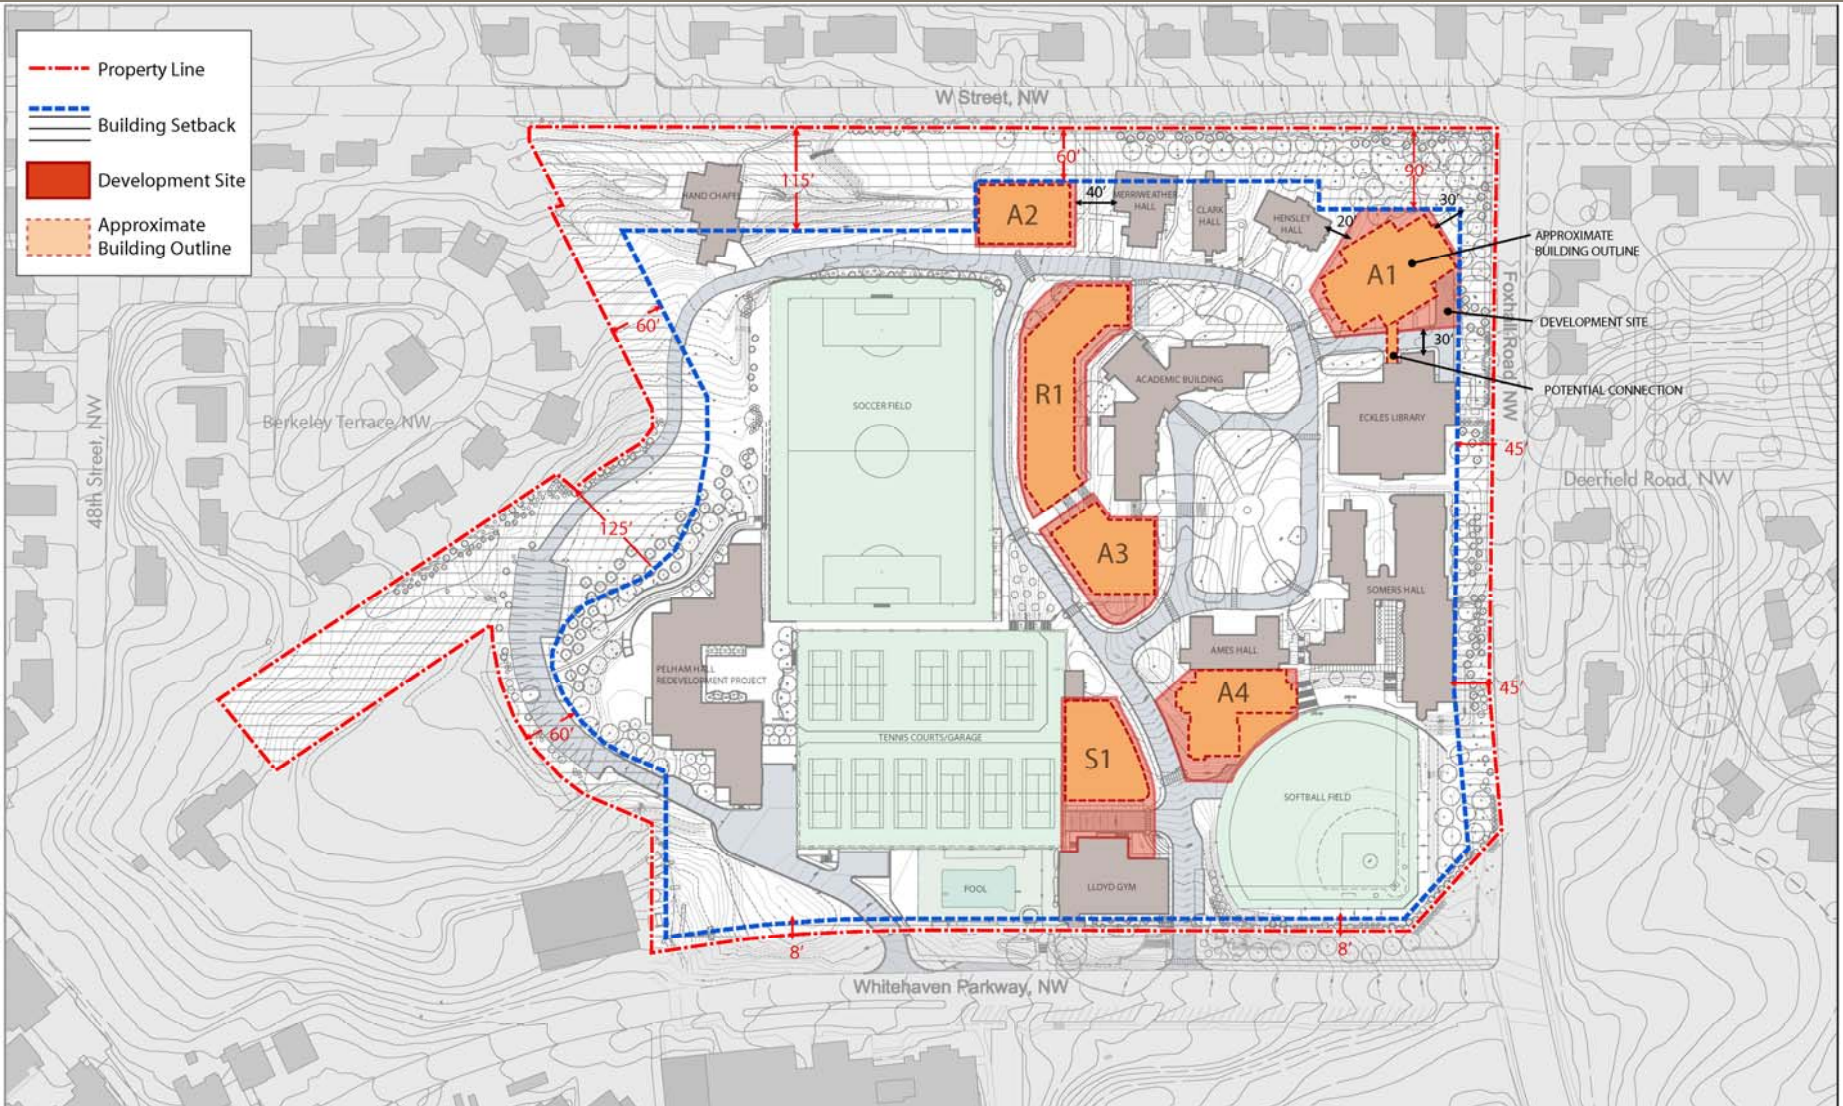 Property Line
Building Setback
Development Site
Approximate
Building Outline
W Street, NW
115'
60'
90'
HAND CHAPEL
A2
40'
MERRIWEATHER
HALL
CLARK
HALL
HENSLEY
HALL
20'
30'
APPROXIMATE
BUILDING OUTLINE
A1
DEVELOPMENT SITE
30'
POTENTIAL CONNECTION
Foxhall Road NW
60'
R1
ACADEMIC BUILDING
SOCCER FIELD
ECKLES LIBRARY
48th Street, NW
Berkeley Terrace, NW
45'
Deerfield Road, NW
125'
A3
SOMERS HALL
PELHAM HALL
REDEVELOPMENT PROJECT
AMES HALL
A4
45'
60'
TENNIS COURTS/GARAGE
S1
SOFTBALL FIELD
POOL
LLOYD GYM
8'
8'
Whitehaven Parkway, NW